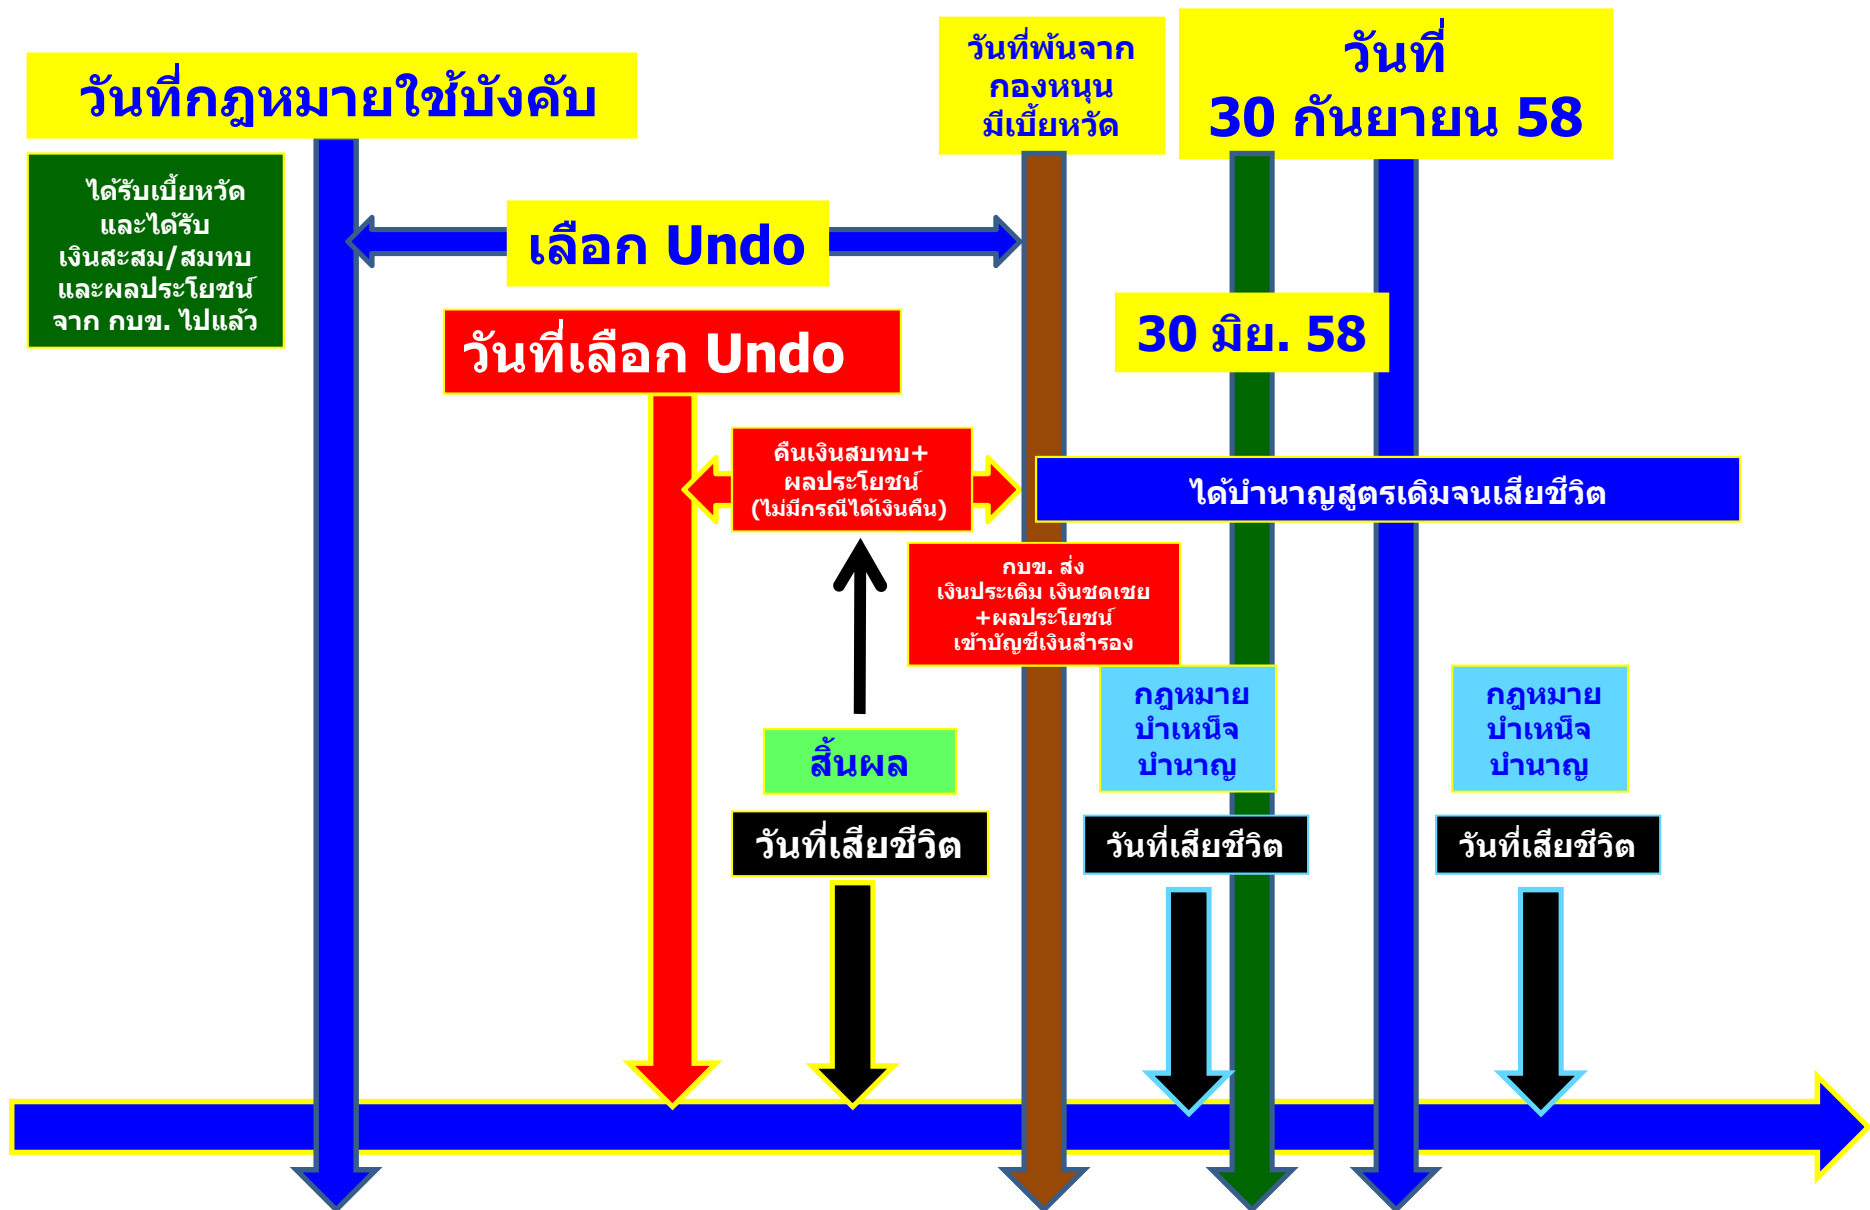 วันที่กฎหมายใช้บังคับ
วันที่พ้นจาก
กองหนุน
มีเบี้ยหวัด
วันที่
30 กันยายน 58
ได้รับเบี้ยหวัด
และได้รับ
เงินสะสม/สมทบ
และผลประโยชน์
จาก กบข. ไปแล้ว
เลือก Undo
30 มิย. 58
วันที่เลือก Undo
คืนเงินสบทบ+
ผลประโยชน์
(ไม่มีกรณีได้เงินคืน)
ได้บำนาญสูตรเดิมจนเสียชีวิต
กบข. ส่ง
เงินประเดิม เงินชดเชย
+ผลประโยชน์
เข้าบัญชีเงินสำรอง
กฎหมาย
บำเหน็จ
บำนาญ
กฎหมาย
บำเหน็จ
บำนาญ
สิ้นผล
วันที่เสียชีวิต
วันที่เสียชีวิต
วันที่เสียชีวิต